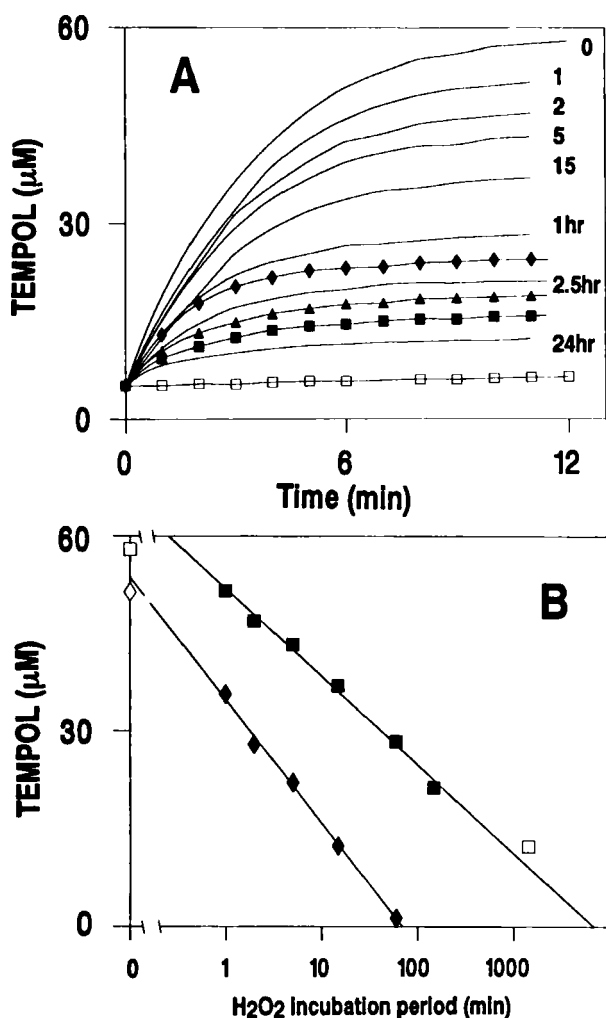 60
A
0
1
2
5
15
1hr
2.5hr
24hr
30
0
TEMPOL (µM)
0
6
12
Time (min)
60
B
30
0
TEMPOL (µM)
0
1
10
100
1000
H2O2 Incubation period (min)